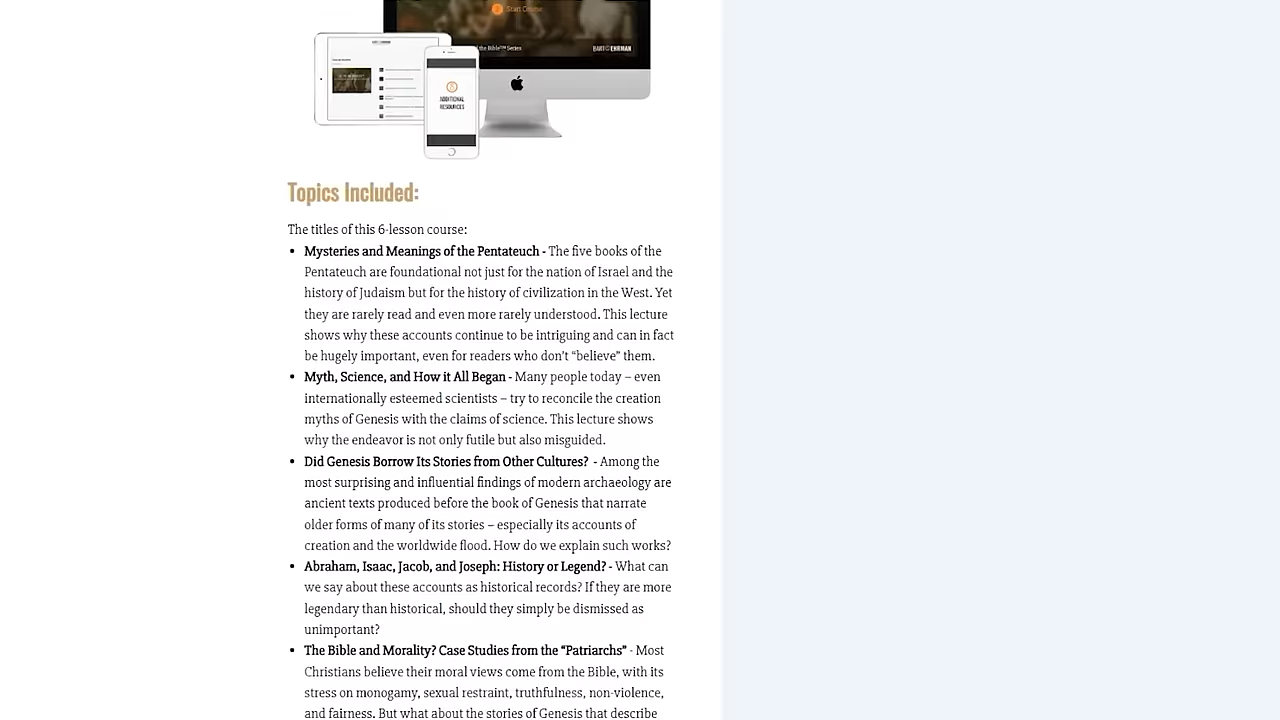 Start Course
the Bible™ Series
BART EHRMAN
ADDITIONAL
RESOURCES
Topics Included:
The titles of this 6-lesson course:
Mysteries and Meanings of the Pentateuch - The five books of the
Pentateuch are foundational not just for the nation of Israel and the
history of Judaism but for the history of civilization in the West. Yet
they are rarely read and even more rarely understood. This lecture
shows why these accounts continue to be intriguing and can in fact
be hugely important, even for readers who don't “believe” them.
Myth, Science, and How it All Began - Many people today – even
internationally esteemed scientists – try to reconcile the creation
myths of Genesis with the claims of science. This lecture shows
why the endeavor is not only futile but also misguided.
Did Genesis Borrow Its Stories from Other Cultures? - Among the
most surprising and influential findings of modern archaeology are
ancient texts produced before the book of Genesis that narrate
older forms of many of its stories – especially its accounts of
creation and the worldwide flood. How do we explain such works?
Abraham, Isaac, Jacob, and Joseph: History or Legend? - What can
we say about these accounts as historical records? If they are more
legendary than historical, should they simply be dismissed as
unimportant?
The Bible and Morality? Case Studies from the “Patriarchs” - Most
Christians believe their moral views come from the Bible, with its
stress on monogamy, sexual restraint, truthfulness, non-violence,
and fairness. But what about the stories of Genesis that describe